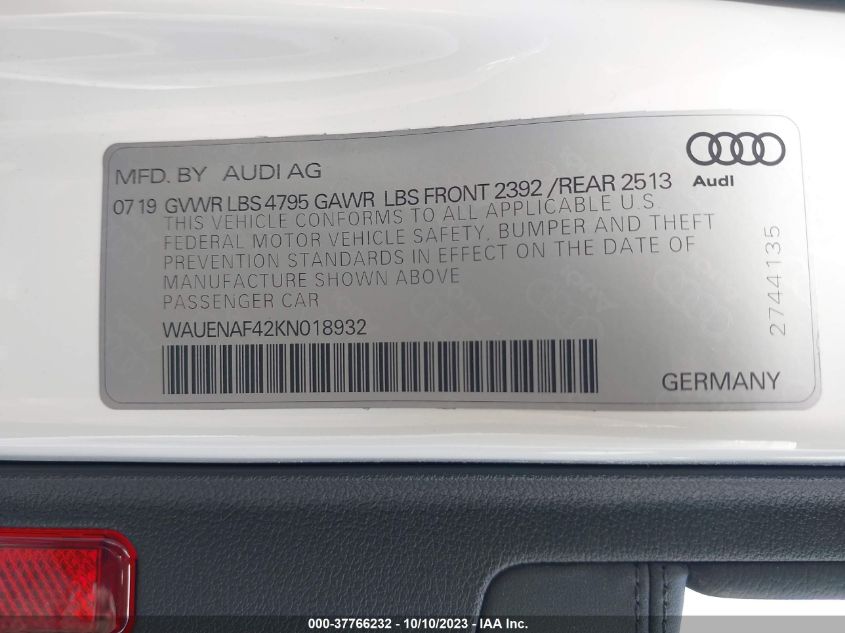 MFD. BY AUDI AG
Audi
07 19 GVWR LBS 4795 GAWR LBS FRONT 2392 /REAR 2513
THIS VEHICLE CONFORMS TO ALL APPLICABLE U.S.
FEDERAL MOTOR VEHICLE SAFETY, BUMPER AND THEFT
PREVENTION STANDARDS IN EFFECT ON THE DATE OF
MANUFACTURE SHOWN ABOVE
PASSENGER CAR
WAUENAF42KN018932
2744135
GERMANY
000-37766232 - 10/10/2023 - IAA Inc.